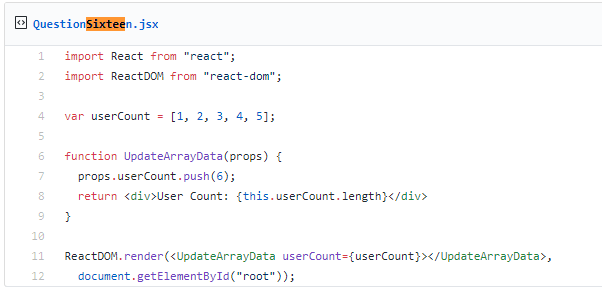 QuestionSixteen.jsx
1 import React from "react";
2 import ReactDOM from "react-dom";
3
4 var userCount = [1, 2, 3, 4, 5];
5
6 function UpdateArrayData(props) {
7 props.userCount.push(6);
8 return <div>User Count: {this.userCount.length}</div>
9 }
10
11 ReactDOM.render(<UpdateArrayData userCount={userCount}></UpdateArrayData>,
12 document.getElementById("root"));